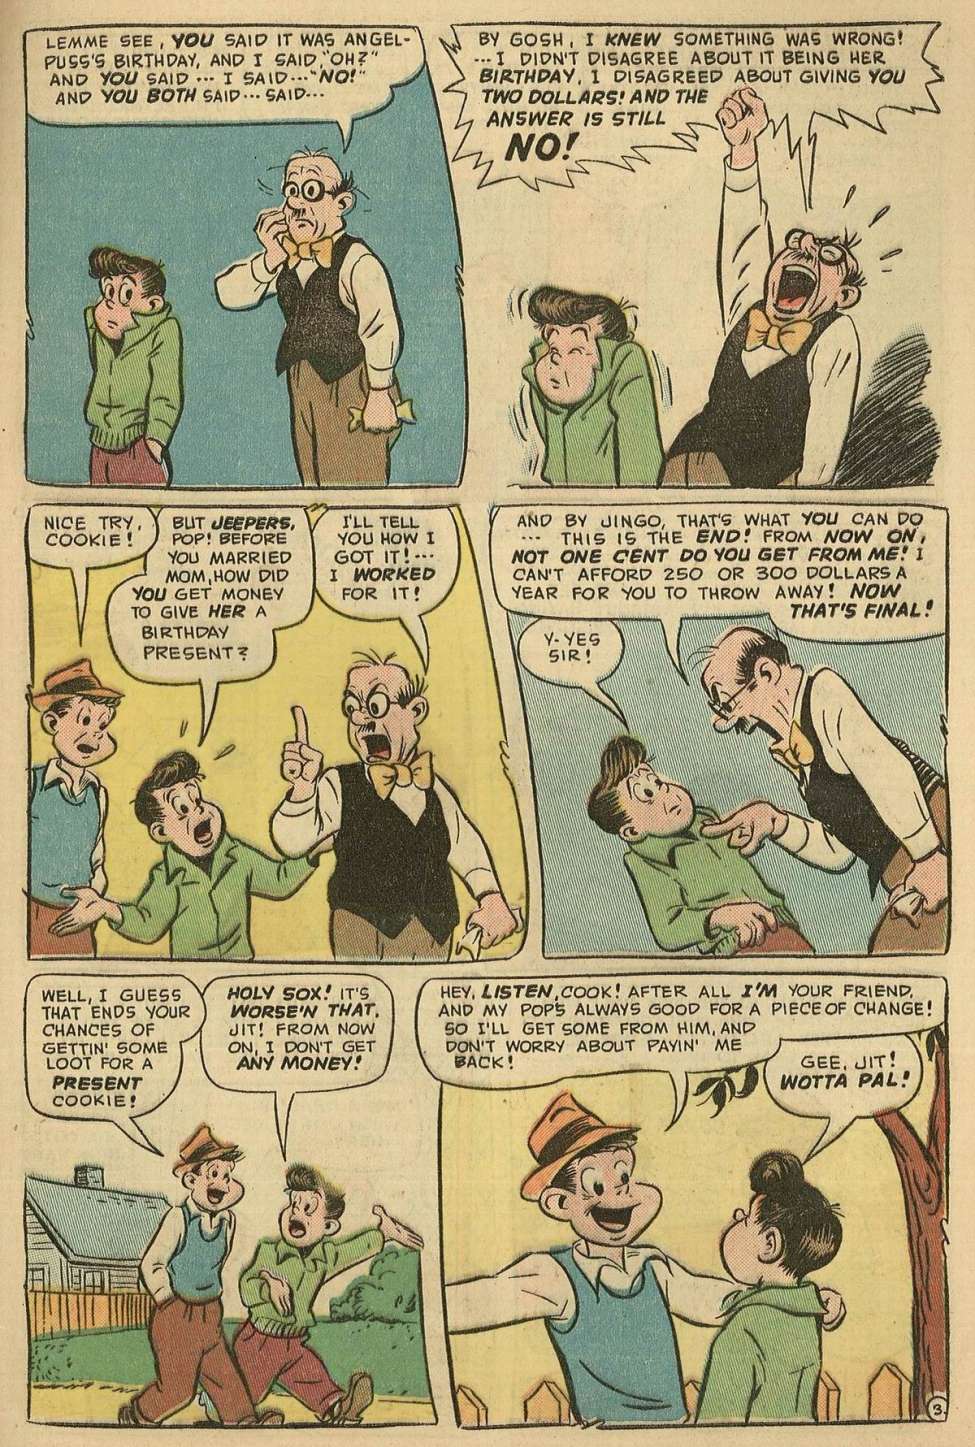 LEMME SEE, YOU SAID IT WAS ANGEL-
PUSS'S BIRTHDAY, AND I SAID, "OH?"
AND YOU SAID ... I SAID... "NO!"
AND YOU BOTH SAID... SAID...
BY GOSH, I KNEW SOMETHING WAS WRONG!
... I DIDN'T DISAGREE ABOUT IT BEING HER
BIRTHDAY, I DISAGREED ABOUT GIVING YOU
TWO DOLLARS! AND THE
ANSWER IS STILL
NO!
NICE TRY,
COOKIE!
BUT JEEPERS,
POP! BEFORE
YOU MARRIED
MOM, HOW DID
YOU GET MONEY
TO GIVE HER A
BIRTHDAY
PRESENT?
I'LL TELL
YOU HOW I
GOT IT! ...
I WORKED
FOR IT!
AND BY JINGO, THAT'S WHAT YOU CAN DO
... THIS IS THE END! FROM NOW ON,
NOT ONE CENT DO YOU GET FROM ME! I
CAN'T AFFORD 250 OR 300 DOLLARS A
YEAR FOR YOU TO THROW AWAY! NOW
THAT'S FINAL!
Y-YES
SIR!
WELL, I GUESS
THAT ENDS YOUR
CHANCES OF
GETTIN' SOME
LOOT FOR A
PRESENT
COOKIE!
HOLY SOX! IT'S
WORSE'N THAT,
JIT! FROM NOW
ON, I DON'T GET
ANY MONEY!
HEY, LISTEN, COOK! AFTER ALL I'M YOUR FRIEND,
AND MY POP'S ALWAYS GOOD FOR A PIECE OF CHANGE!
SO I'LL GET SOME FROM HIM, AND
DON'T WORRY ABOUT PAYIN' ME
BACK!
GEE, JIT!
WOTTA PAL!
3.